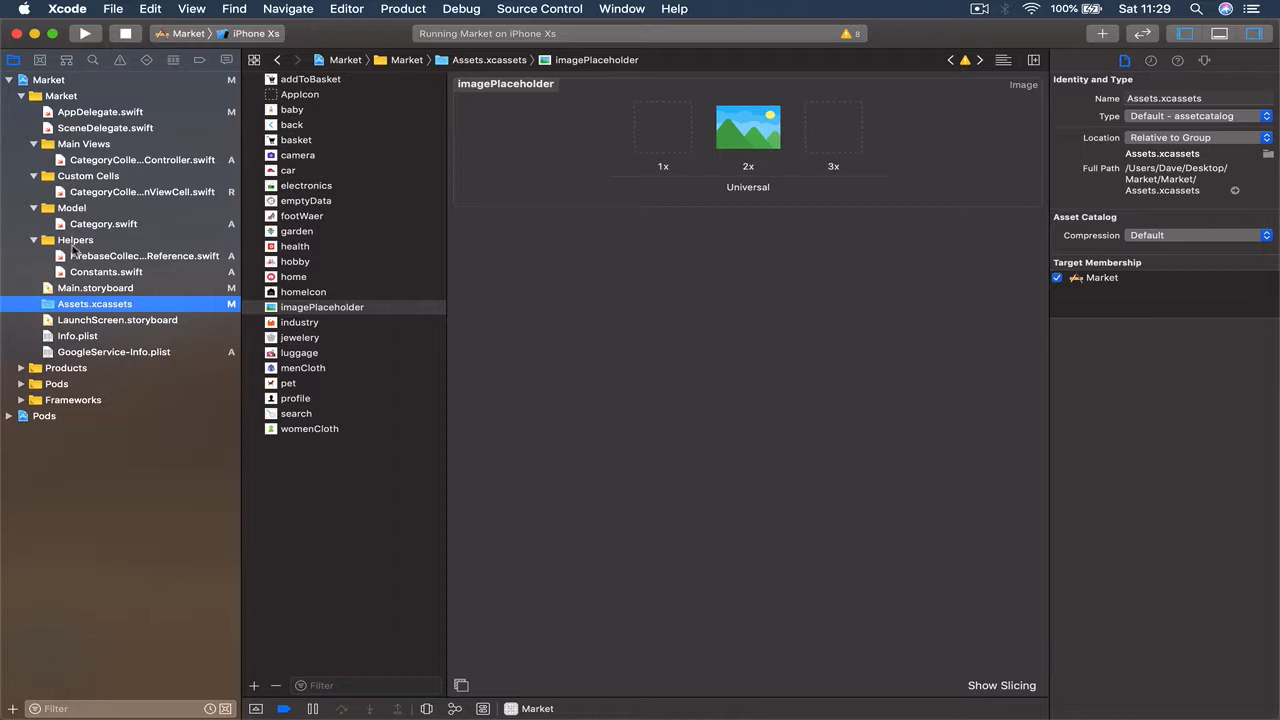 Xcode File Edit View Find Navigate Editor Product Debug Source Control Window Help 100% Sat 11:29
Market iPhone Xs Running Market on iPhone Xs 8
Market Market Assets.xcassets imagePlaceholder
Market M
Market
AppDelegate.swift M
SceneDelegate.swift
Main Views
CategoryColle...Controller.swift A
Custom Cells
CategoryColle...nViewCell.swift R
Model
Category.swift A
Helpers
rebaseCollec...Reference.swift A
Constants.swift A
Main.storyboard M
Assets.xcassets M
LaunchScreen.storyboard
Info.plist
GoogleService-Info.plist A
Products
Pods
Frameworks
Pods
Filter
addToBasket
AppIcon
baby
back
basket
camera
car
electronics
emptyData
footWaer
garden
health
hobby
home
homeIcon
imagePlaceholder
industry
jewelery
luggage
menCloth
pet
profile
search
womenCloth
Filter
imagePlaceholder Image
1x 2x 3x
Universal
Show Slicing
Market
Identity and Type
Name Assets.xcassets
Type Default - assetcatalog
Location Relative to Group
Assets.xcassets
Full Path /Users/Dave/Desktop/
Market/Market/
Assets.xcassets
Asset Catalog
Compression Default
Target Membership
Market